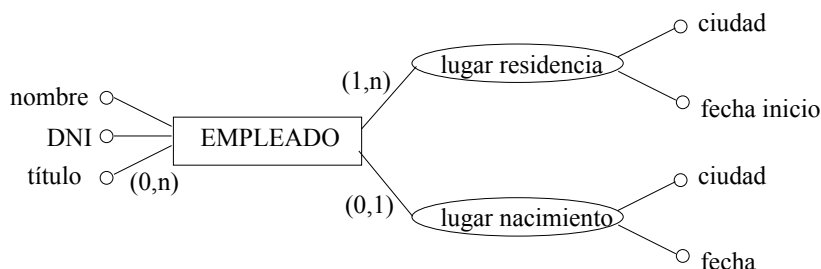 ciudad
lugar residencia
(1,n)
nombre
fecha inicio
DNI
EMPLEADO
título
(0,n)
ciudad
(0,1)
lugar nacimiento
fecha